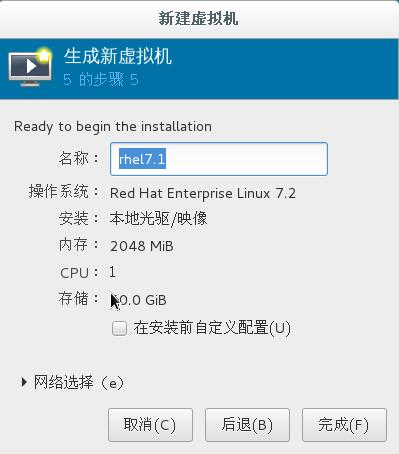 新建虚拟机
生成新虚拟机
5 的步骤 5
Ready to begin the installation
名称： rhel7.1
操作系统： Red Hat Enterprise Linux 7.2
安装： 本地光驱/映像
内存： 2048 MiB
CPU： 1
存储： 0.0 GiB
在安装前自定义配置(U)
网络选择（e）
取消(C) 后退(B) 完成(F)